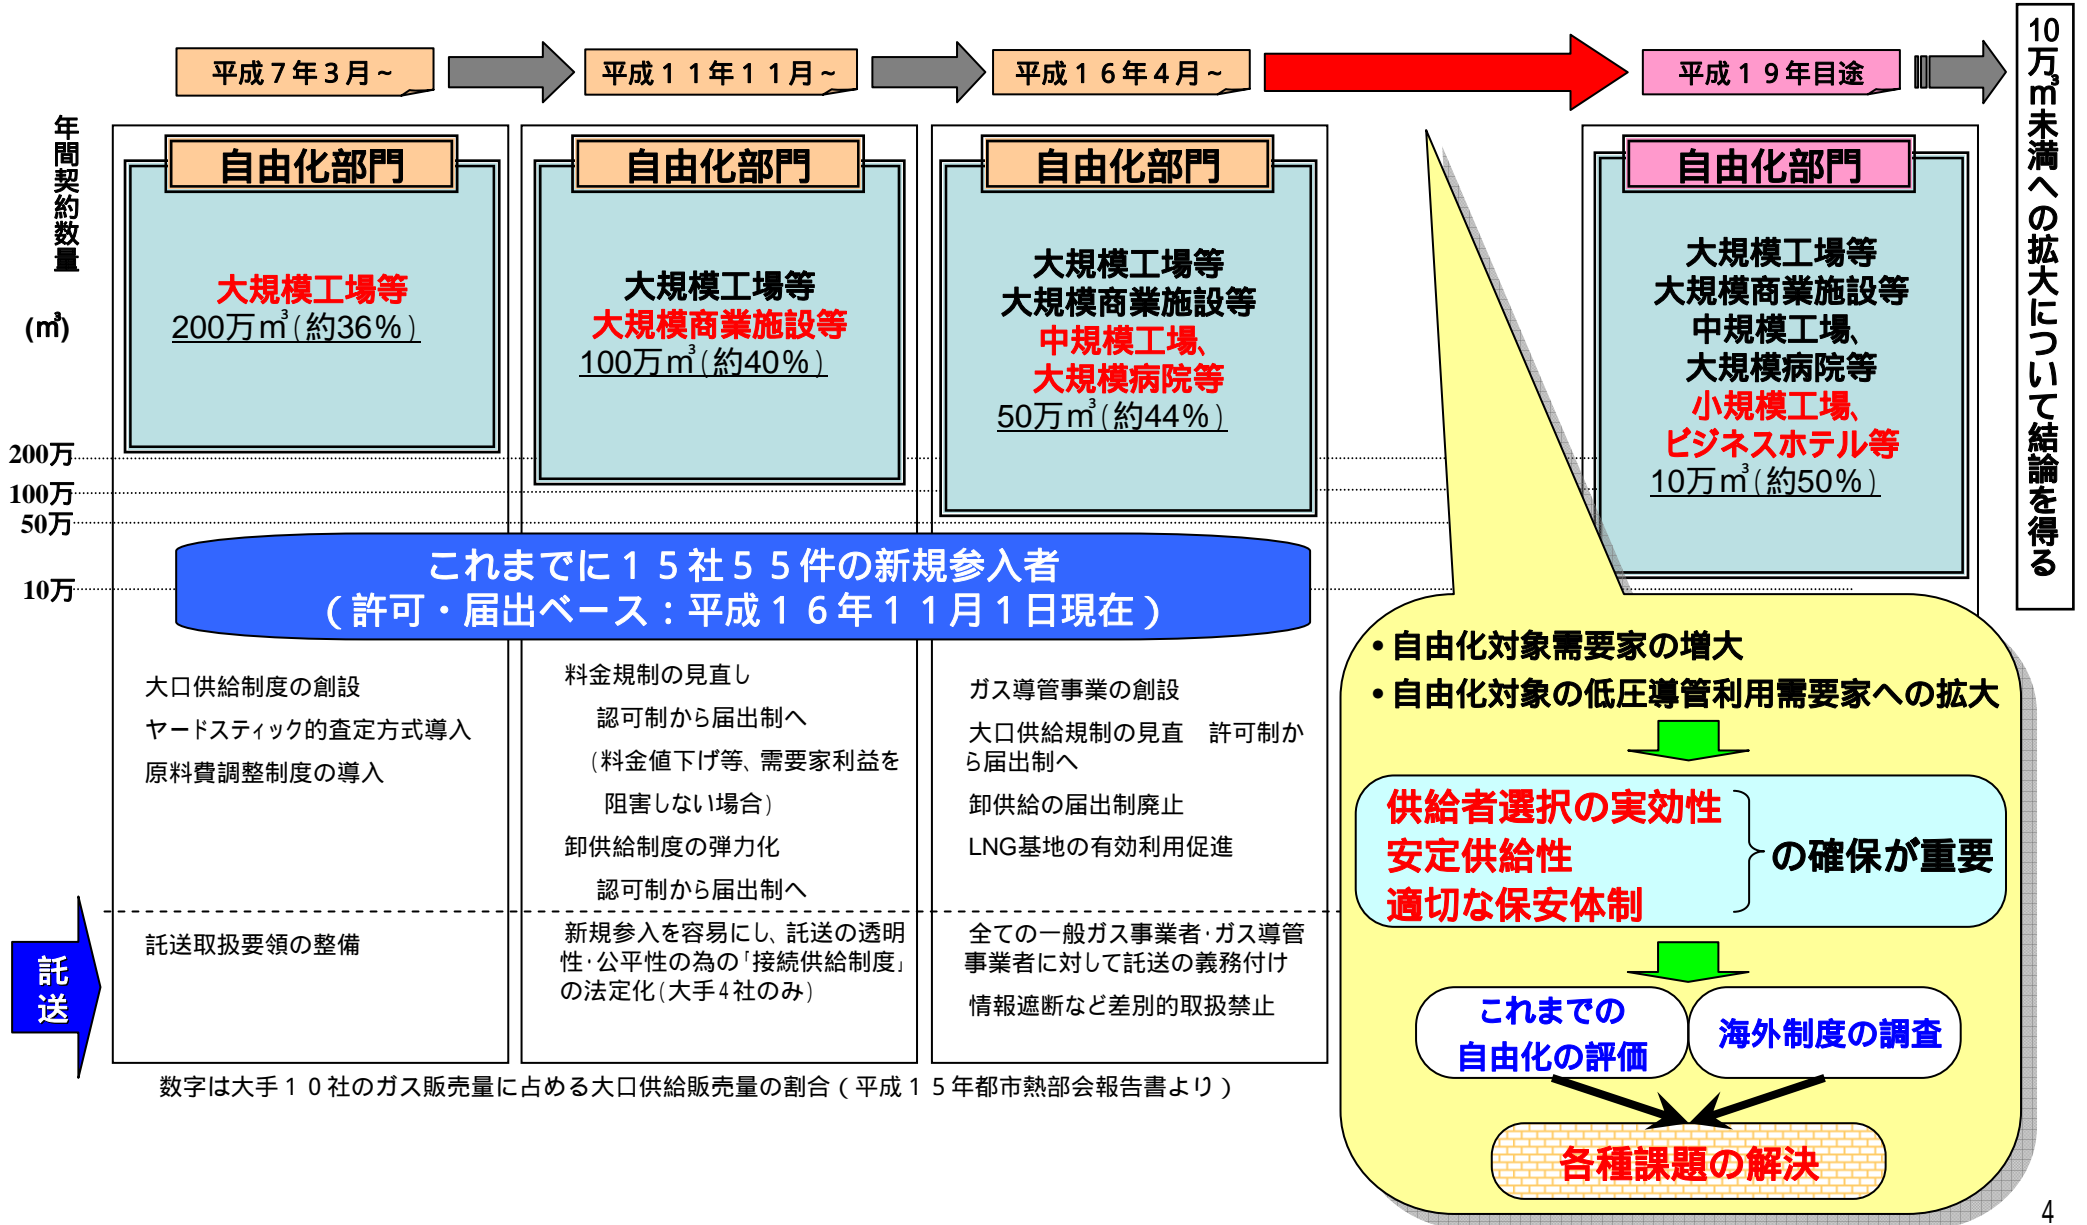 平成７年３月~
平成１１年１１月~
平成１６年４月~
平成１９年目途
10万㎥未満への拡大について結論を得る
年間契約数量
(㎥)
自由化部門
大規模工場等
200万㎥(約36%)
自由化部門
大規模工場等
大規模商業施設等
100万㎥(約40%)
自由化部門
大規模工場等
大規模商業施設等
中規模工場、
大規模病院等
50万㎥(約44%)
自由化部門
大規模工場等
大規模商業施設等
中規模工場、
大規模病院等
小規模工場、
ビジネスホテル等
10万㎥(約50%)
200万
100万
50万
10万
これまでに１５社５５件の新規参入者
(許可・届出ベース：平成１６年１１月１日現在)
大口供給制度の創設
ヤードスティック的査定方式導入
原料費調整制度の導入
料金規制の見直し
認可制から届出制へ
(料金値下げ等、需要家利益を
阻害しない場合)
卸供給制度の弾力化
認可制から届出制へ
ガス導管事業の創設
大口供給規制の見直　許可制か
ら届出制へ
卸供給の届出制廃止
LNG基地の有効利用促進
託送
託送取扱要領の整備
新規参入を容易にし、託送の透明
性・公平性の為の「接続供給制度」
の法定化(大手4社のみ)
全ての一般ガス事業者・ガス導管
事業者に対して託送の義務付け
情報遮断など差別的取扱禁止
数字は大手１０社のガス販売量に占める大口供給販売量の割合(平成１５年都市熱部会報告書より)
•自由化対象需要家の増大
•自由化対象の低圧導管利用需要家への拡大
供給者選択の実効性
安定供給性
適切な保安体制
の確保が重要
これまでの
自由化の評価
海外制度の調査
各種課題の解決
4